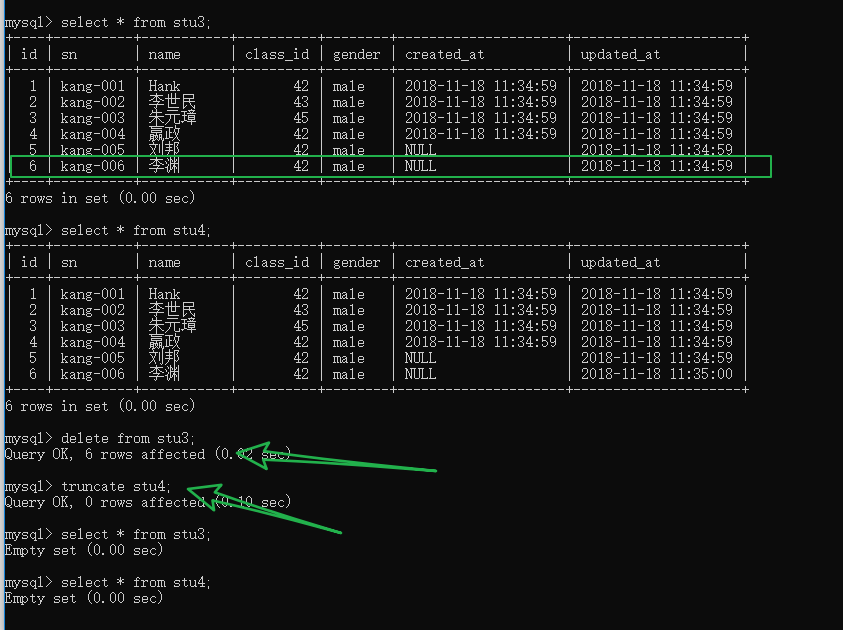 mysql> select * from stu3;
| id | sn | name | class_id | gender | created_at | updated_at |
| 1 | kang-001 | Hank | 42 | male | 2018-11-18 11:34:59 | 2018-11-18 11:34:59 |
| 2 | kang-002 | 李世民 | 43 | male | 2018-11-18 11:34:59 | 2018-11-18 11:34:59 |
| 3 | kang-003 | 朱元璋 | 45 | male | 2018-11-18 11:34:59 | 2018-11-18 11:34:59 |
| 4 | kang-004 | 嬴政 | 42 | male | 2018-11-18 11:34:59 | 2018-11-18 11:34:59 |
| 5 | kang-005 | 刘邦 | 42 | male | NULL | 2018-11-18 11:34:59 |
| 6 | kang-006 | 李渊 | 42 | male | NULL | 2018-11-18 11:34:59 |
6 rows in set (0.00 sec)
mysql> select * from stu4;
| id | sn | name | class_id | gender | created_at | updated_at |
| 1 | kang-001 | Hank | 42 | male | 2018-11-18 11:34:59 | 2018-11-18 11:34:59 |
| 2 | kang-002 | 李世民 | 43 | male | 2018-11-18 11:34:59 | 2018-11-18 11:34:59 |
| 3 | kang-003 | 朱元璋 | 45 | male | 2018-11-18 11:34:59 | 2018-11-18 11:34:59 |
| 4 | kang-004 | 嬴政 | 42 | male | 2018-11-18 11:34:59 | 2018-11-18 11:34:59 |
| 5 | kang-005 | 刘邦 | 42 | male | NULL | 2018-11-18 11:34:59 |
| 6 | kang-006 | 李渊 | 42 | male | NULL | 2018-11-18 11:35:00 |
6 rows in set (0.00 sec)
mysql> delete from stu3;
Query OK, 6 rows affected (0.02 sec)
mysql> truncate stu4;
Query OK, 0 rows affected (0.10 sec)
mysql> select * from stu3;
Empty set (0.00 sec)
mysql> select * from stu4;
Empty set (0.00 sec)